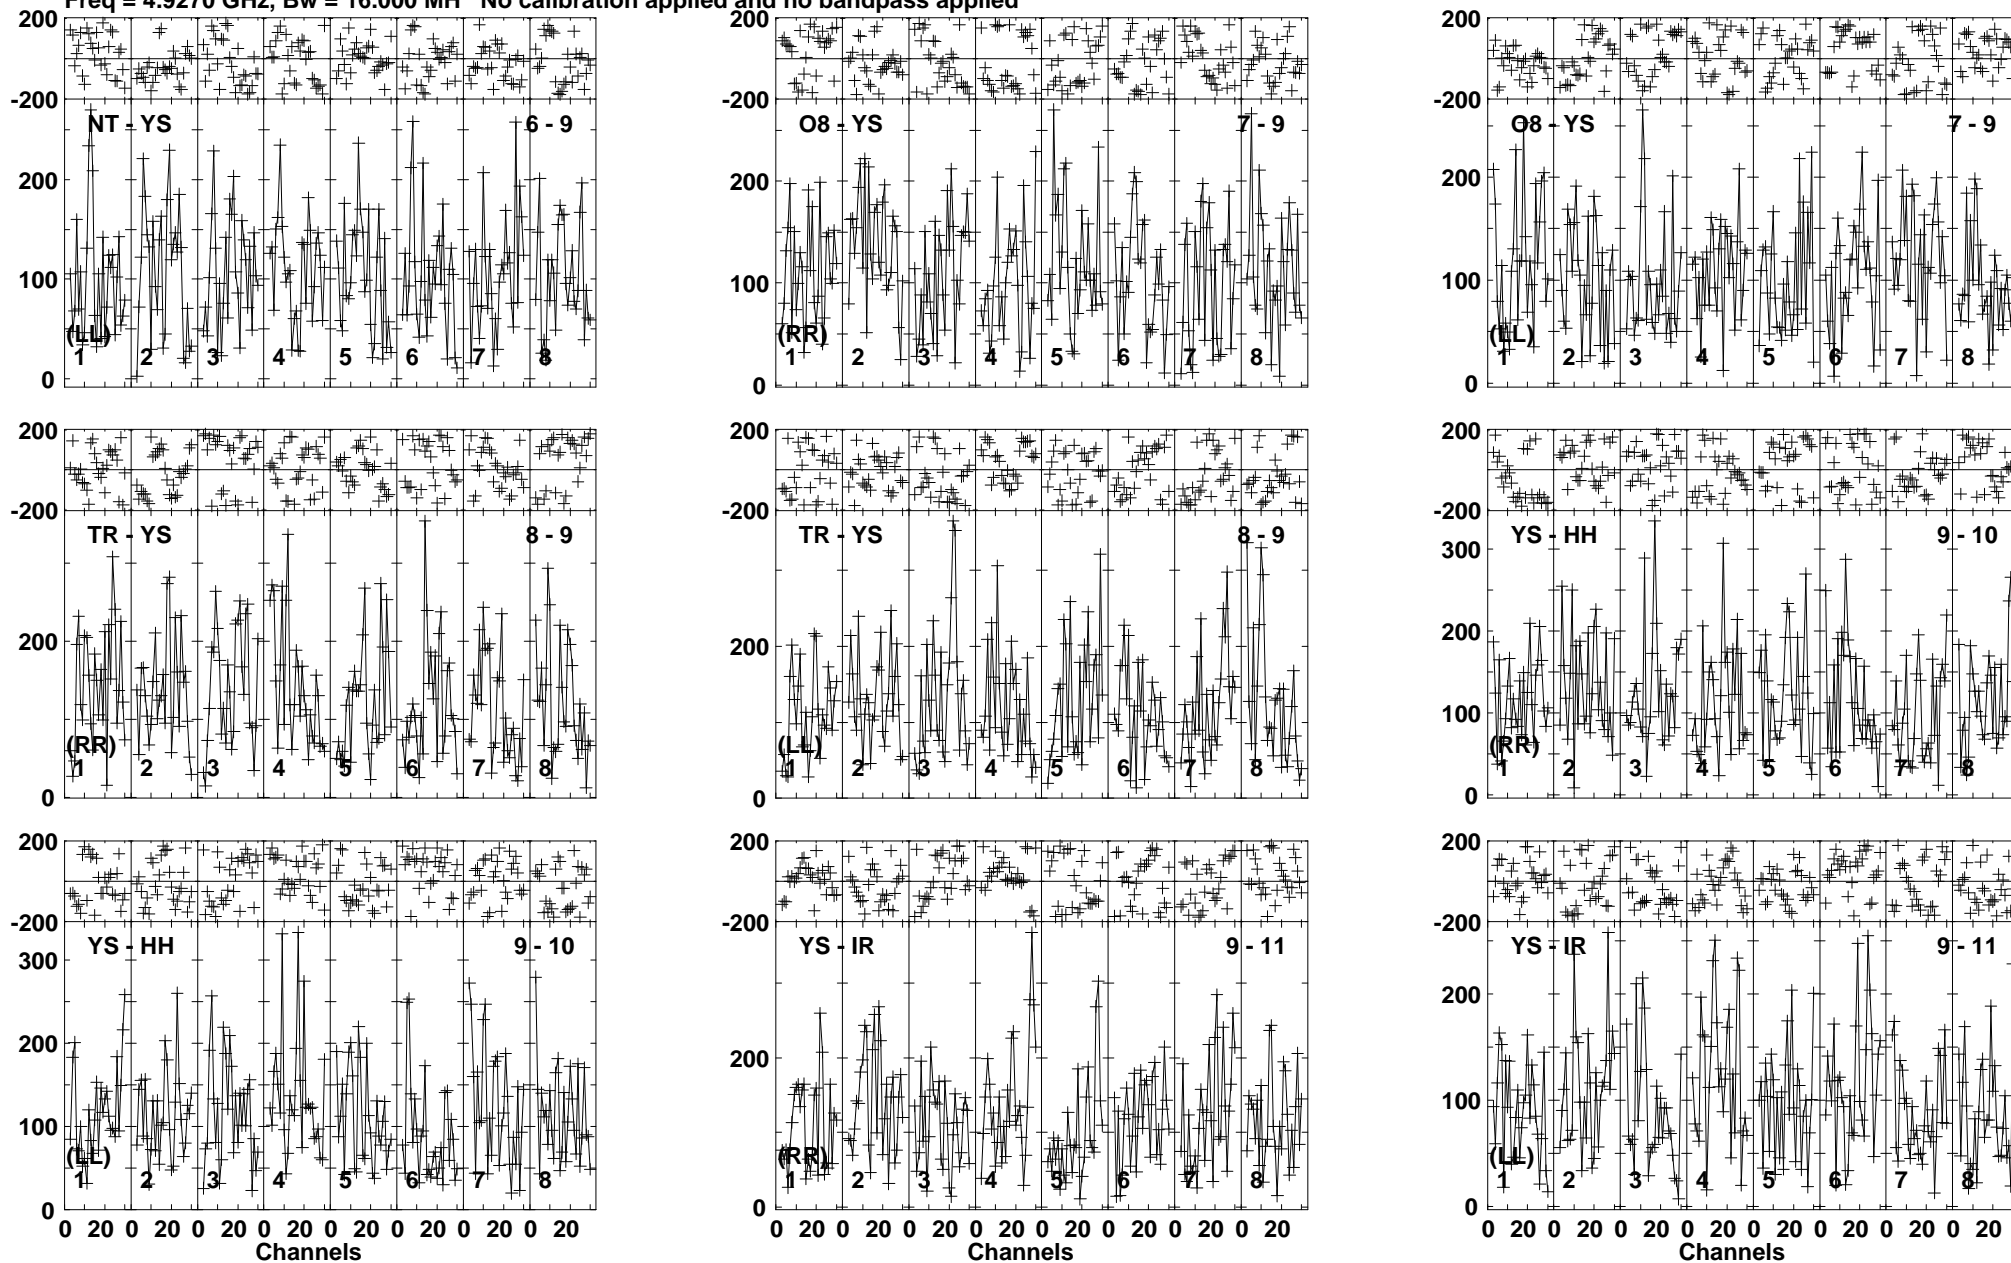 Freq = 4.9270 GHz, Bw = 16.000 MH No calibration applied and no bandpass applied
200 200 200
-200 -200 -200
NT - YS 6 - 9 O8 - YS 7 - 9 O8 - YS 7 - 9
200 200 200
100 100 100
(LL) (RR) (LL)
1 2 3 4 5 6 7 8 1 2 3 4 5 6 7 8 1 2 3 4 5 6 7 8
0 0 0
200 200 200
-200 -200 -200
TR - YS 8 - 9 TR - YS 8 - 9 YS - HH 9 - 10
300
200 200 200
100
(RR) (LL) (RR)
1 2 3 4 5 6 7 8 1 2 3 4 5 6 7 8 1 2 3 4 5 6 7 8
0 0 0
200 200 200
-200 -200 -200
YS - HH 9 - 10 YS - IR 9 - 11 YS - IR 9 - 11
300
200 200 200
100 100
(LL) (RR) (LL)
1 2 3 4 5 6 7 8 1 2 3 4 5 6 7 8 1 2 3 4 5 6 7 8
0 0 0
0 20 0 20 0 20 0 20 0 20 0 20 0 20 0 20 0 20 0 20 0 20 0 20 0 20 0 20 0 20 0 20 0 20 0 20 0 20 0 20 0 20 0 20 0 20 0 20
Channels Channels Channels